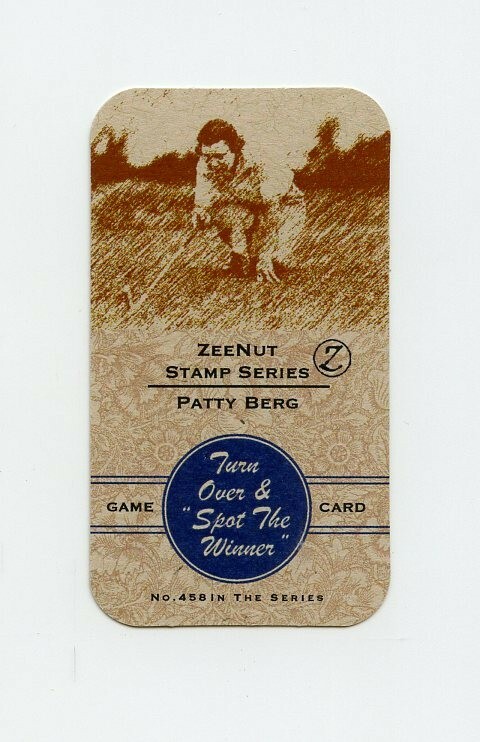 ZeeNut
Stamp Series
Z
Patty Berg
Turn
Over &
"Spot The
Winner"
GAME CARD
No.458 In The Series